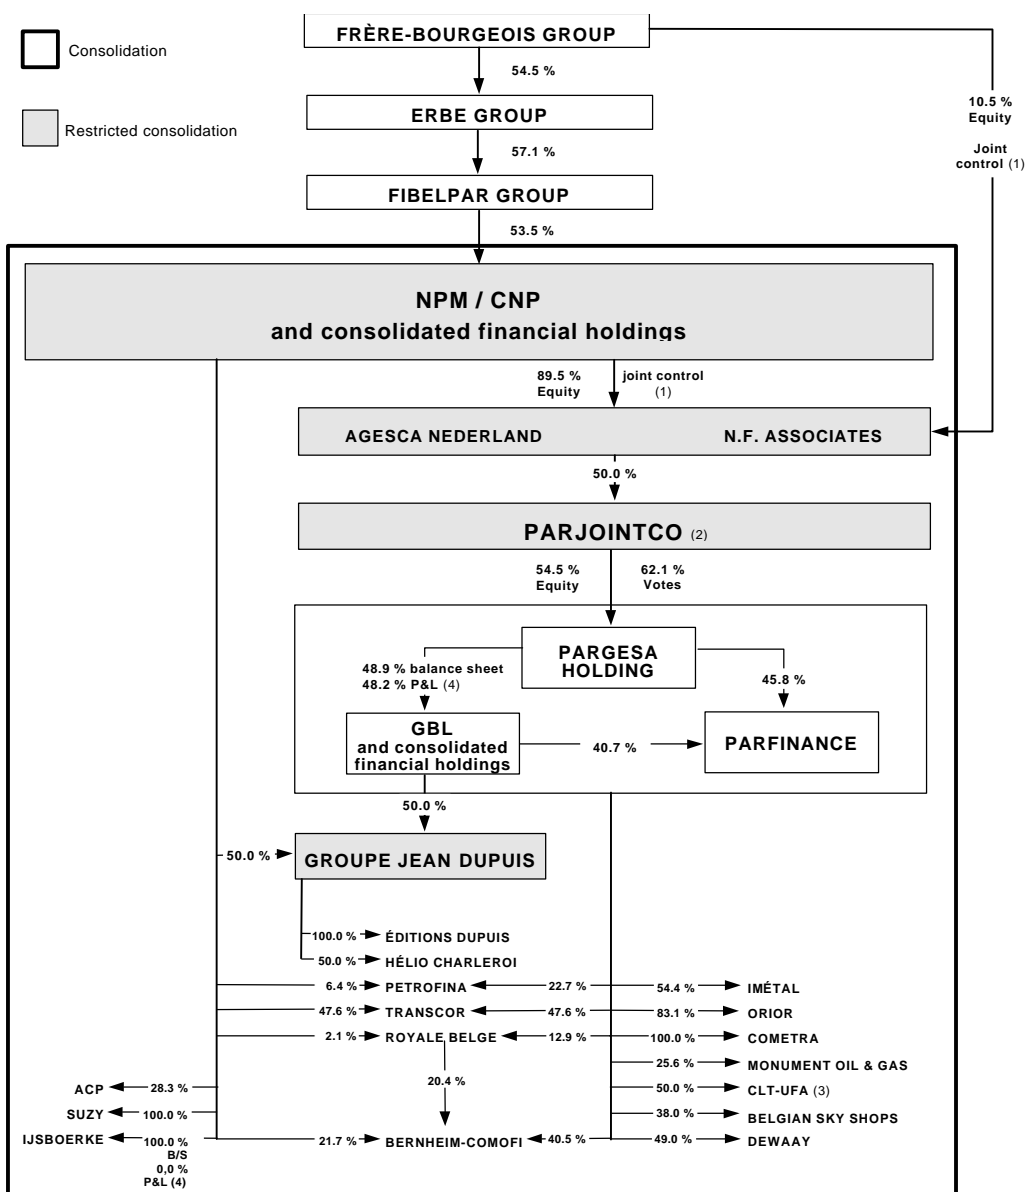 FRÈRE-BOURGEOIS GROUP
Consolidation
54.5 %
10.5 %
Equity
Joint
control (1)
ERBE GROUP
Restricted consolidation
57.1 %
FIBELPAR GROUP
53.5 %
NPM / CNP
and consolidated financial holdings
89.5 %
Equity
joint control
(1)
AGESCA NEDERLAND
N.F. ASSOCIATES
50.0 %
PARJOINTCO (2)
54.5 %
Equity
62.1 %
Votes
PARGESA
HOLDING
48.9 % balance sheet
48.2 % P&L (4)
45.8 %
GBL
and consolidated
financial holdings
40.7 %
PARFINANCE
50.0 %
50.0 %
GROUPE JEAN DUPUIS
100.0 % ÉDITIONS DUPUIS
50.0 % HÉLIO CHARLEROI
6.4 % PETROFINA 22.7 % 54.4 % IMÉTAL
47.6 % TRANSCOR 47.6 % 83.1 % ORIOR
2.1 % ROYALE BELGE 12.9 % 100.0 % COMETRA
25.6 % MONUMENT OIL & GAS
20.4 %
ACP 28.3 %
50.0 % CLT-UFA (3)
SUZY 100.0 %
38.0 % BELGIAN SKY SHOPS
IJSBOERKE 100.0 %
B/S
0,0 %
P&L (4)
21.7 % BERNHEIM-COMOFI 40.5 % 49.0 % DEWAAY